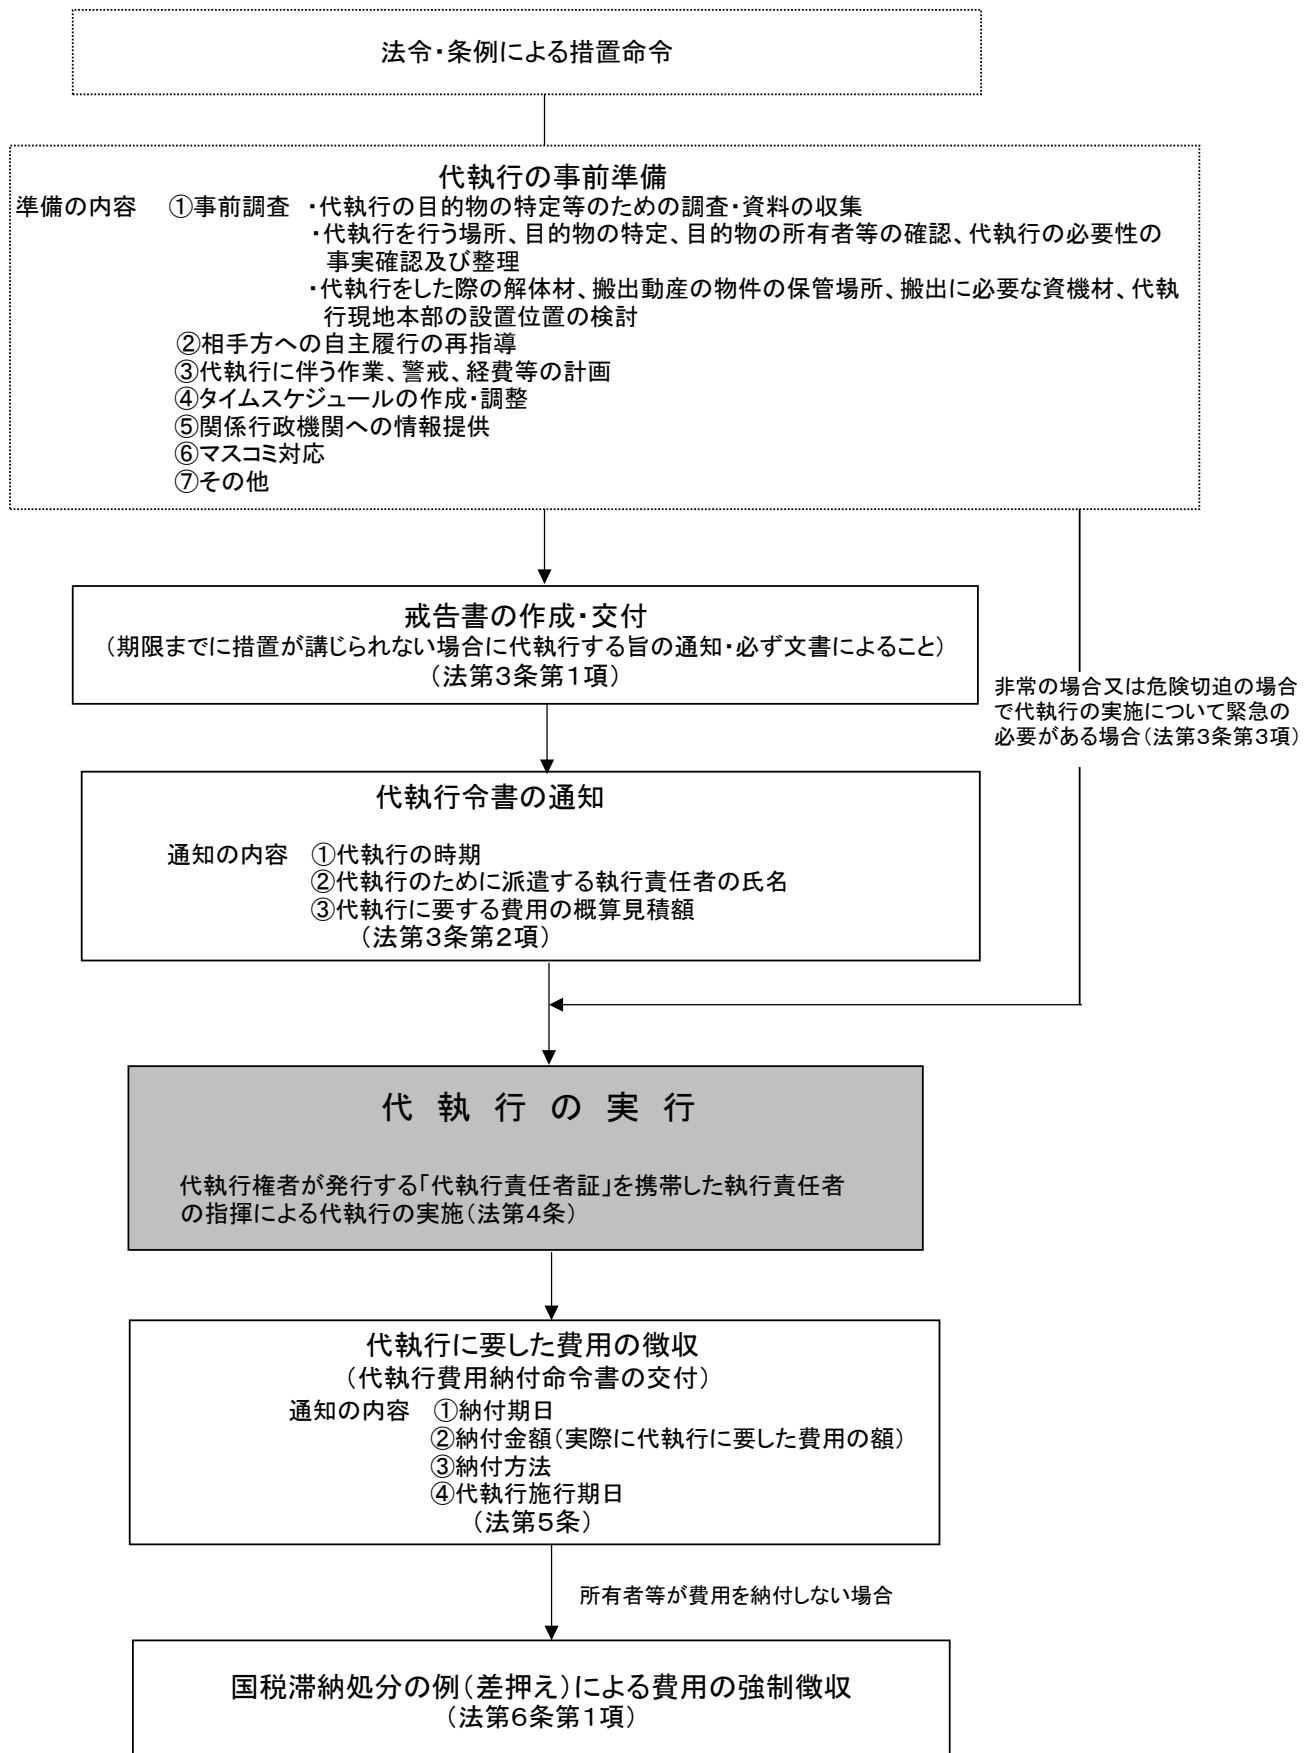 法令・条例による措置命令
代執行の事前準備
準備の内容　①事前調査　・代執行の目的物の特定等のための調査・資料の収集
・代執行を行う場所、目的物の特定、目的物の所有者等の確認、代執行の必要性の
事実確認及び整理
・代執行をした際の解体材、搬出動産の物件の保管場所、搬出に必要な資機材、代執
行現地本部の設置位置の検討
②相手方への自主履行の再指導
③代執行に伴う作業、警戒、経費等の計画
④タイムスケジュールの作成・調整
⑤関係行政機関への情報提供
⑥マスコミ対応
⑦その他
戒告書の作成・交付
（期限までに措置が講じられない場合に代執行する旨の通知・必ず文書によること）
（法第３条第１項）
非常の場合又は危険切迫の場合
で代執行の実施について緊急の
必要がある場合（法第３条第３項）
代執行令書の通知
通知の内容　①代執行の時期
②代執行のために派遣する執行責任者の氏名
③代執行に要する費用の概算見積額
（法第３条第２項）
代　執　行　の　実　行
代執行権者が発行する「代執行責任者証」を携帯した執行責任者
の指揮による代執行の実施（法第４条）
代執行に要した費用の徴収
（代執行費用納付命令書の交付）
通知の内容　①納付期日
②納付金額（実際に代執行に要した費用の額）
③納付方法
④代執行施行期日
（法第５条）
所有者等が費用を納付しない場合
国税滞納処分の例（差押え）による費用の強制徴収
（法第６条第１項）